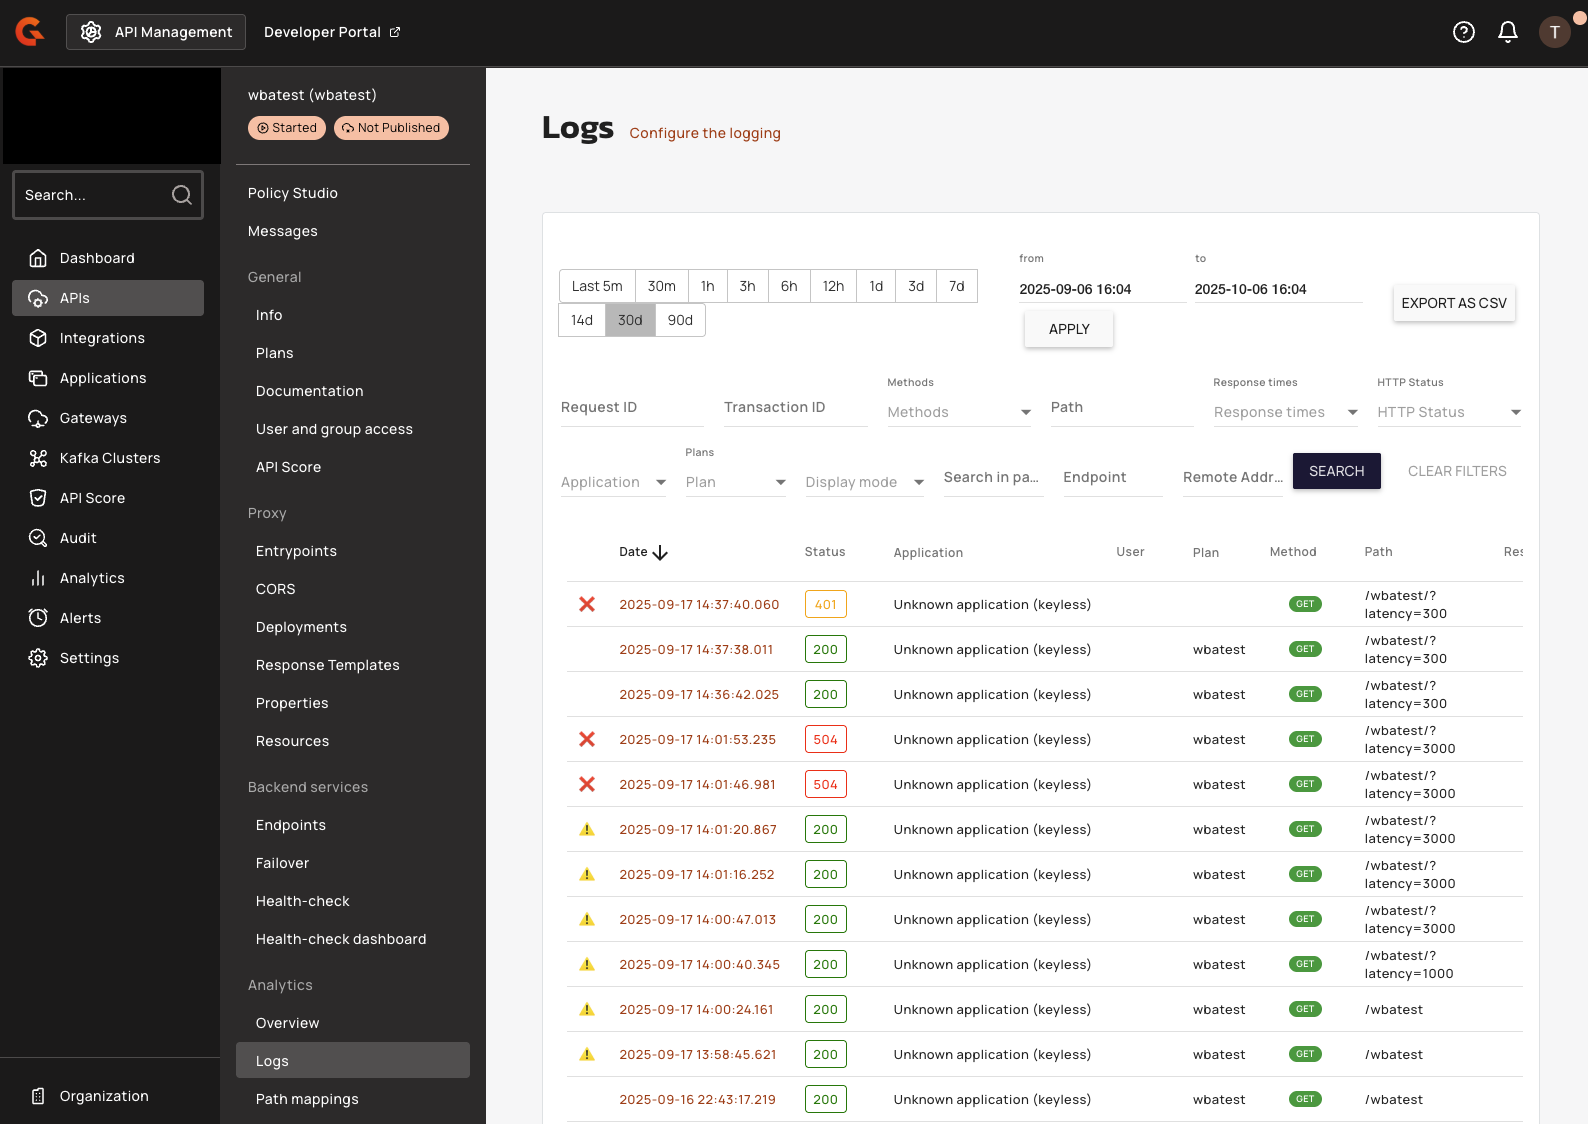 API Management
Developer Portal
T
Search...
Dashboard
APIs
Integrations
Applications
Gateways
Kafka Clusters
API Score
Audit
Analytics
Alerts
Settings
Organization
wbatest (wbatest)
Started
Not Published
Policy Studio
Messages
General
Info
Plans
Documentation
User and group access
API Score
Proxy
Entrypoints
CORS
Deployments
Response Templates
Properties
Resources
Backend services
Endpoints
Failover
Health-check
Health-check dashboard
Analytics
Overview
Logs
Path mappings
Logs Configure the logging
Last 5m 30m 1h 3h 6h 12h 1d 3d 7d
14d 30d 90d
from to
2025-09-06 16:04 2025-10-06 16:04
APPLY
EXPORT AS CSV
Methods Response times HTTP Status
Request ID Transaction ID Methods Path Response times HTTP Status
Plans
Application Plan Display mode Search in pa... Endpoint Remote Addr... SEARCH CLEAR FILTERS
Date Status Application User Plan Method Path Res
2025-09-17 14:37:40.060 401 Unknown application (keyless) GET /wbatest/?
latency=300
2025-09-17 14:37:38.011 200 Unknown application (keyless) wbatest GET /wbatest/?
latency=300
2025-09-17 14:36:42.025 200 Unknown application (keyless) wbatest GET /wbatest/?
latency=300
2025-09-17 14:01:53.235 504 Unknown application (keyless) wbatest GET /wbatest/?
latency=3000
2025-09-17 14:01:46.981 504 Unknown application (keyless) wbatest GET /wbatest/?
latency=3000
2025-09-17 14:01:20.867 200 Unknown application (keyless) wbatest GET /wbatest/?
latency=3000
2025-09-17 14:01:16.252 200 Unknown application (keyless) wbatest GET /wbatest/?
latency=3000
2025-09-17 14:00:47.013 200 Unknown application (keyless) wbatest GET /wbatest/?
latency=3000
2025-09-17 14:00:40.345 200 Unknown application (keyless) wbatest GET /wbatest/?
latency=1000
2025-09-17 14:00:24.161 200 Unknown application (keyless) wbatest GET /wbatest
2025-09-17 13:58:45.621 200 Unknown application (keyless) wbatest GET /wbatest
2025-09-16 22:43:17.219 200 Unknown application (keyless) wbatest GET /wbatest